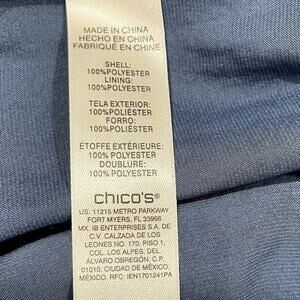 MADE IN CHINA
HECHO EN CHINA
FABRIQUÉ EN CHINE
SHELL:
100%POLYESTER
LINING:
100%POLYESTER
TELA EXTERIOR:
100%POLIÉSTER
FORRO:
100%POLIÉSTER
ÉTOFFE EXTÉRIEURE:
100%POLYESTER
DOUBLURE:
100%POLYESTER
chico's®
US: 11215 METRO PARKWAY
FORT MYERS, FL 33966
MX: IB ENTERPRISES S.A. DE
C.V. CALZADA DE LOS
LEONES NO. 170, PISO 1,
COL. LOS ALPES, DEL.
ÁLVARO OBREGÓN, C.P.
01010, CIUDAD DE MÉXICO,
MÉXICO. RFC: IEN1701241PA